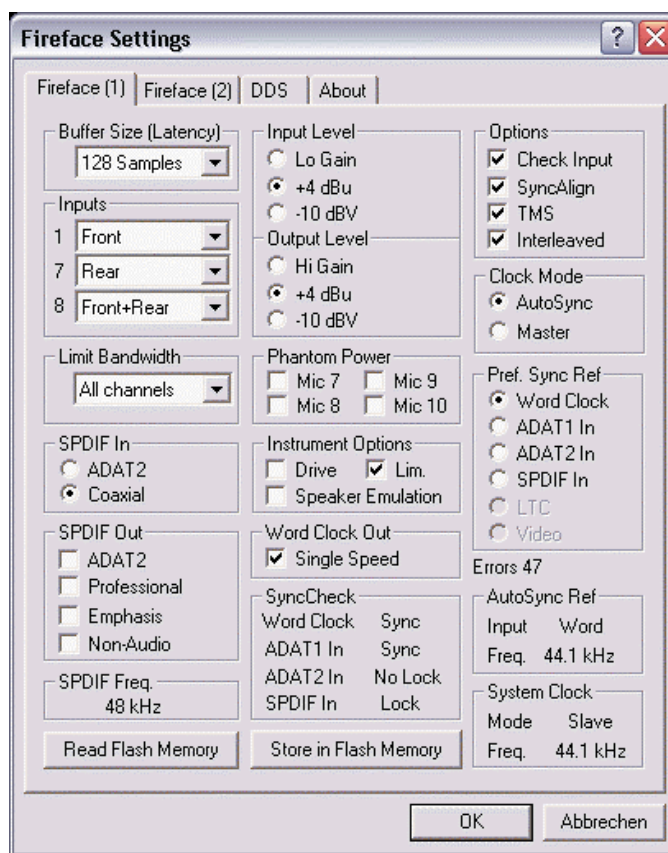 Fireface Settings
Fireface (1)
Fireface (2)
DDS
About
Buffer Size (Latency)
128 Samples
Inputs
1 Front
7 Rear
8 Front+Rear
Limit Bandwidth
All channels
SPDIF In
ADAT2
Coaxial
SPDIF Out
ADAT2
Professional
Emphasis
Non-Audio
SPDIF Freq.
48 kHz
Read Flash Memory
Input Level
Lo Gain
+4 dBu
-10 dBV
Output Level
Hi Gain
+4 dBu
-10 dBV
Phantom Power
Mic 7 Mic 9
Mic 8 Mic 10
Instrument Options
Drive Lim.
Speaker Emulation
Word Clock Out
Single Speed
SyncCheck
Word Clock Sync
ADAT1 In Sync
ADAT2 In No Lock
SPDIF In Lock
Store in Flash Memory
Options
Check Input
SyncAlign
TMS
Interleaved
Clock Mode
AutoSync
Master
Pref. Sync Ref
Word Clock
ADAT1 In
ADAT2 In
SPDIF In
LTC
Video
Errors 47
AutoSync Ref
Input Word
Freq. 44.1 kHz
System Clock
Mode Slave
Freq. 44.1 kHz
OK
Abbrechen